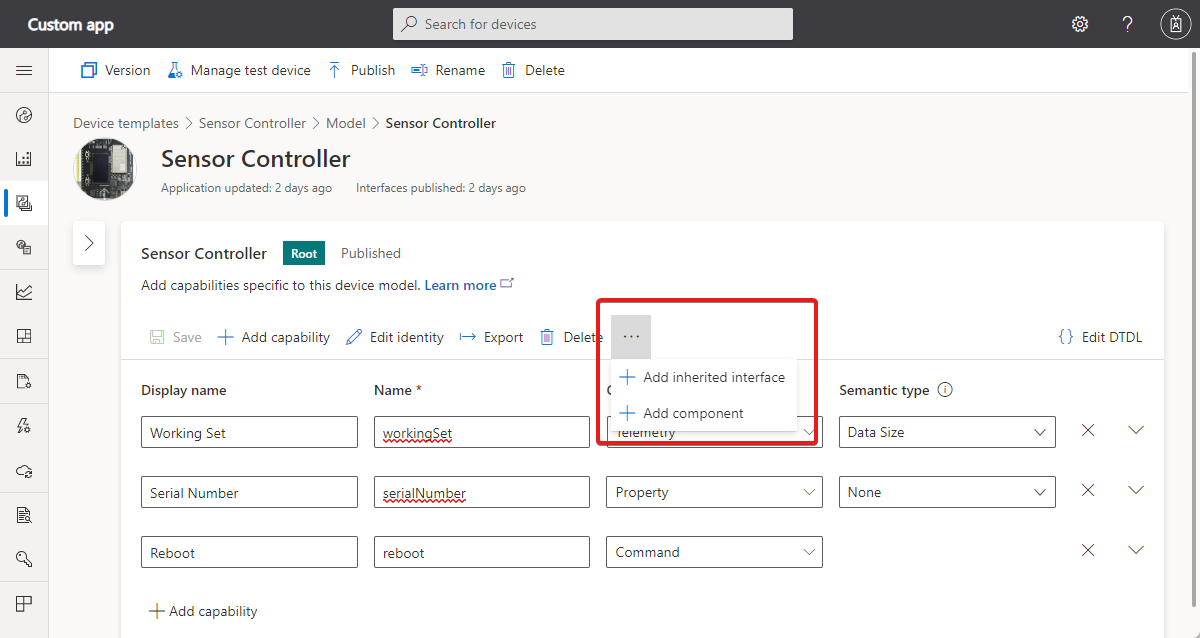 Custom app
Search for devices
?
Version Manage test device Publish Rename Delete
Device templates > Sensor Controller > Model > Sensor Controller
Sensor Controller
Application updated: 2 days ago Interfaces published: 2 days ago
Sensor Controller Root Published
Add capabilities specific to this device model. Learn more
Save Add capability Edit identity Export Delete ... {} Edit DTDL
Add inherited interface
Display name Name * Semantic type
Add component
Working Set workingSet Telemetry Data Size
Serial Number serialNumber Property None
Reboot reboot Command
Add capability